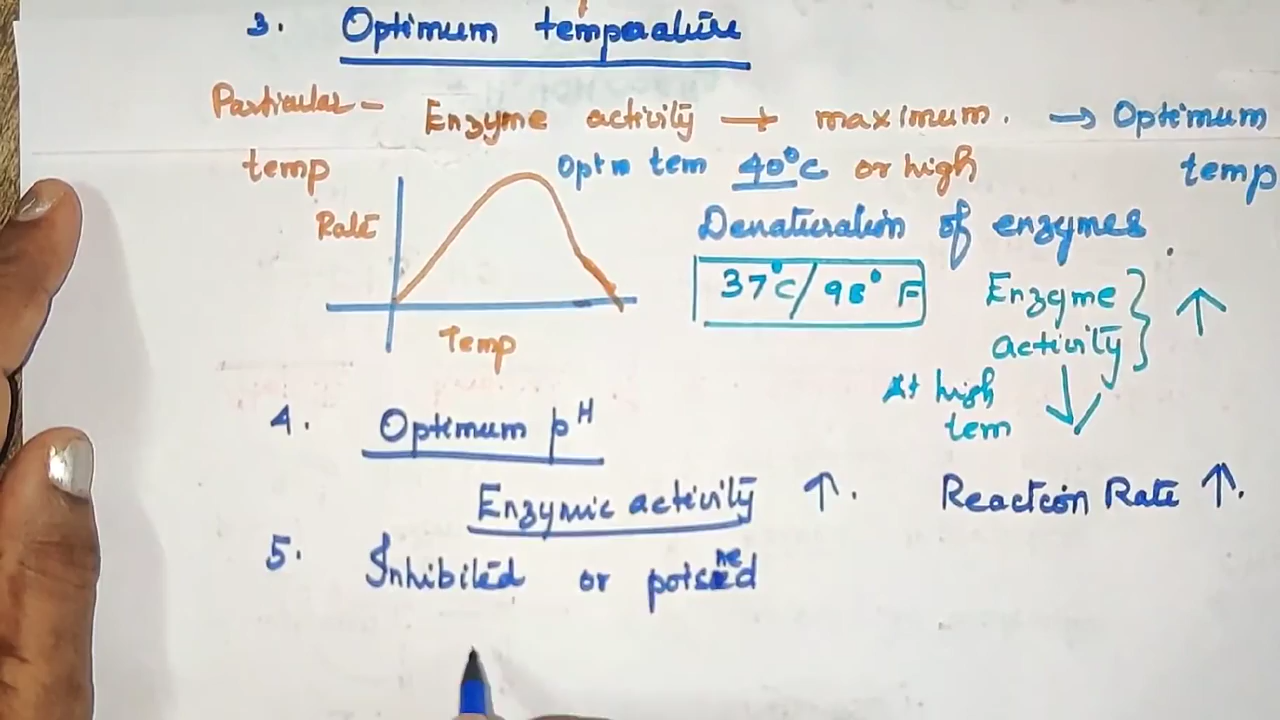 3. Optimum temperature
Particular - Enzyme activity → maximum. → Optimum
temp Optm tem 40°C or high temp
Rate
Denaturation of enzymes
37°C/98°F Enzyme
activity } ↑
Temp
At high
tem ↓
4. Optimum pH
Enzymic activity ↑. Reaction Rate ↑.
5. Inhibited or poisned